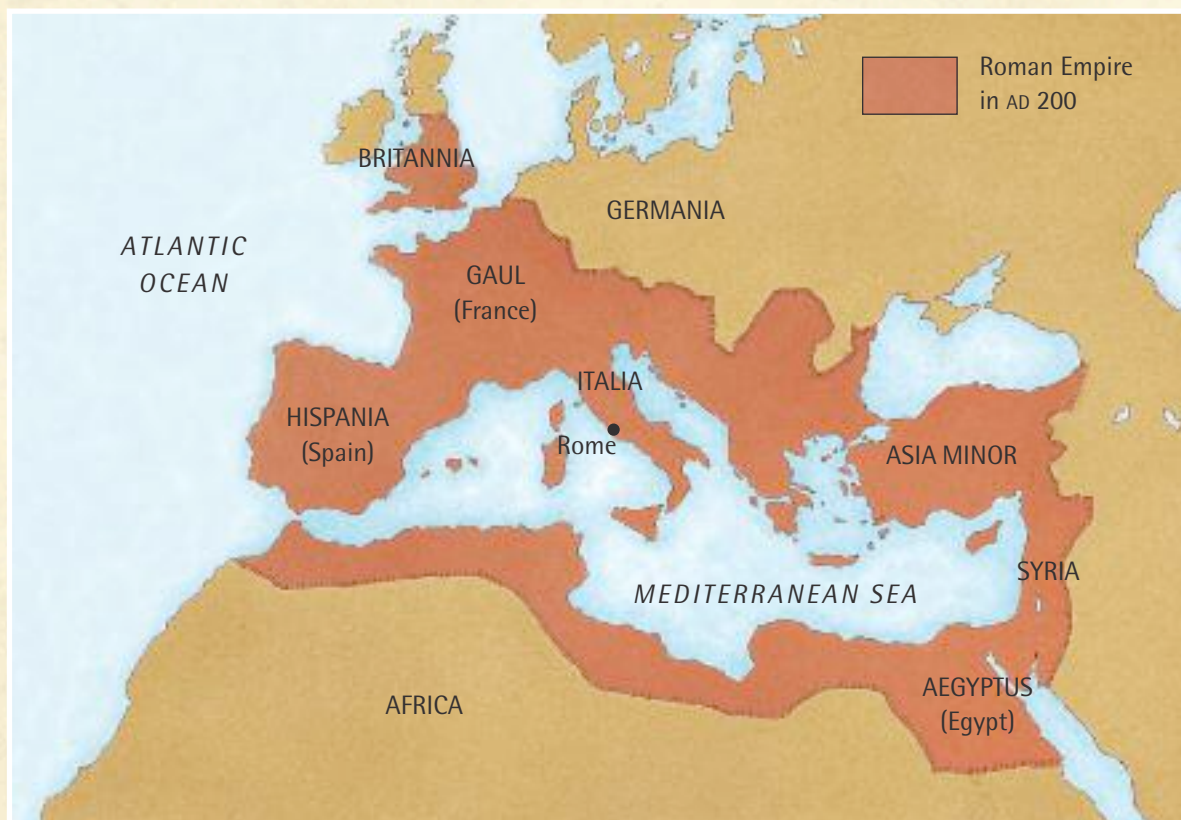 Roman Empire
in AD 200
BRITANNIA
GERMANIA
ATLANTIC
OCEAN
GAUL
(France)
ITALIA
HISPANIA
(Spain)
Rome
ASIA MINOR
SYRIA
MEDITERRANEAN SEA
AFRICA
AEGYPTUS
(Egypt)